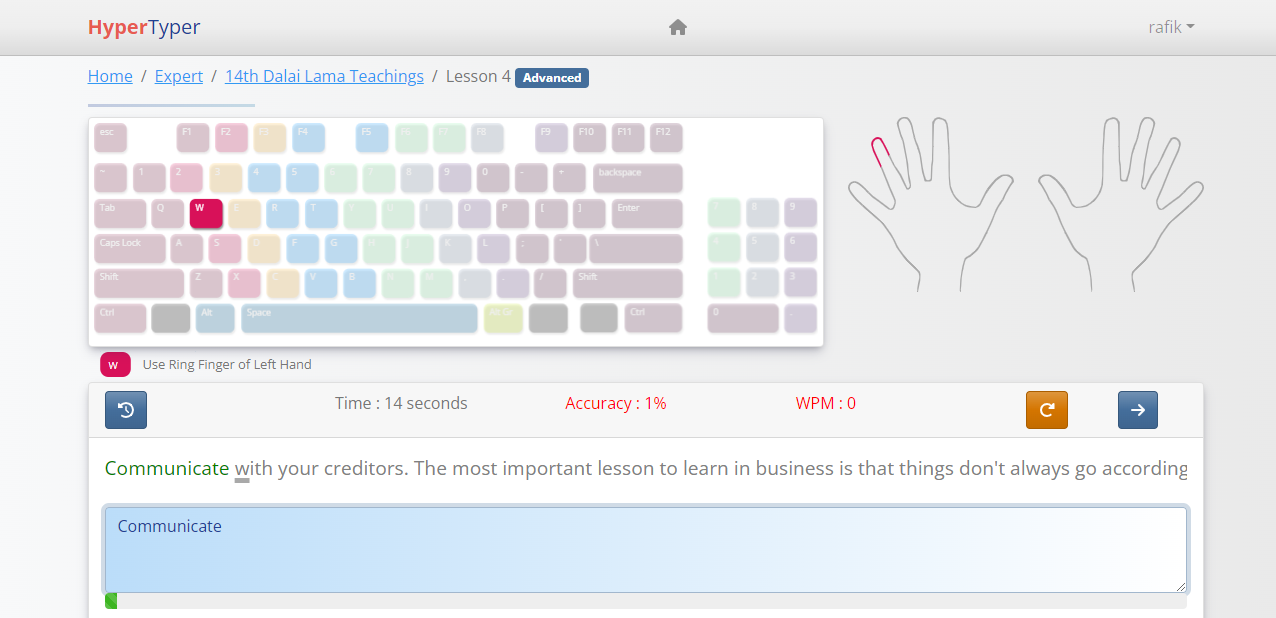 HyperTyper rafik
Home / Expert / 14th Dalai Lama Teachings / Lesson 4 Advanced
esc F1 F2 F3 F4 F5 F6 F7 F8 F9 F10 F11 F12
~ 1 2 3 4 5 6 7 8 9 0 - + backspace
Tab Q W E R T Y U I O P [ ] Enter 7 8 9
Caps Lock A S D F G H J K L ; ' \ 4 5 6
Shift Z X C V B N M , . / Shift 1 2 3
Ctrl Alt Space Alt Gr Ctrl 0 .
w Use Ring Finger of Left Hand
Time : 14 seconds Accuracy : 1% WPM : 0
Communicate with your creditors. The most important lesson to learn in business is that things don't always go according
Communicate